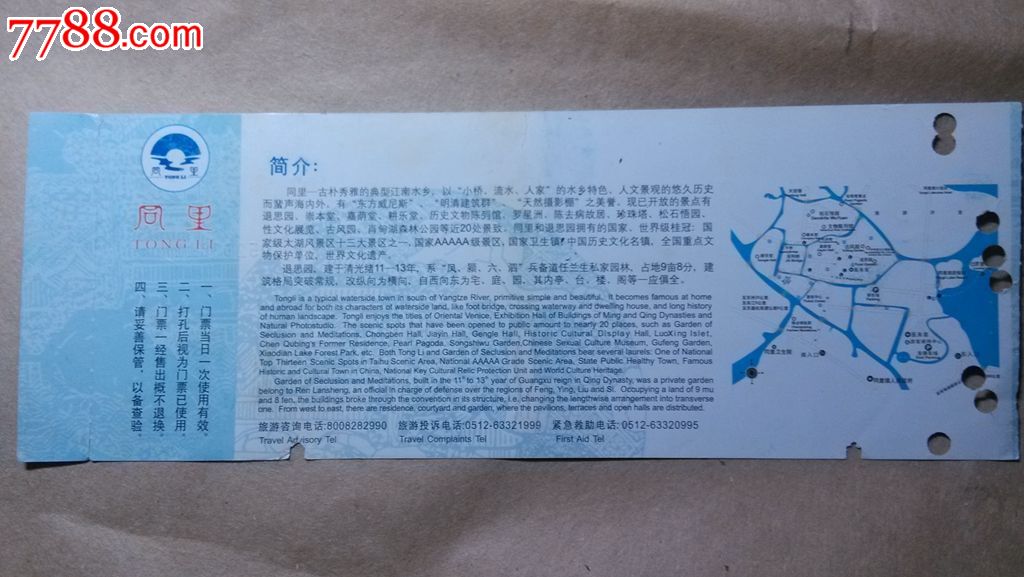 7788.com
同里
TONG LI
同里
TONG LI
一、门票当日一次使用有效。
二、打孔后视为门票已使用。
三、门票一经售出概不退换。
四、请妥善保管，以备查验。
简介：
同里—古朴秀雅的典型江南水乡，以“小桥、流水、人家”的水乡特色、人文景观的悠久历史
而蜚声海内外，有“东方威尼斯”、“明清建筑群”、“天然摄影棚”之美誉。现已开放的景点有
退思园、崇本堂、嘉荫堂、耕乐堂、历史文物陈列馆、罗星洲、陈去病故居、珍珠塔、松石悟园、
性文化展览、古风园、肖甸湖森林公园等近20处景致。同里和退思园拥有的国家、世界级桂冠：国
家级太湖风景区十三大景区之一、国家AAAAA级景区、国家卫生镇、中国历史文化名镇、全国重点文
物保护单位、世界文化遗产。
退思园，建于清光绪11—13年，系“凤、颍、六、泗”兵备道任兰生私家园林，占地9亩8分，建
筑格局突破常规，改纵向为横向，自西向东为宅、庭、园，其内亭、台、楼、阁等一应俱全。
Tongli is a typical waterside town in south of Yangtze River, primitive simple and beautiful. It becomes famous at home
and abroad for both its characters of waterside land, like foot bridge, crossing waterway and dwelling house, and long history
of human landscape. Tongli enjoys the titles of Oriental Venice, Exhibition Hall of Buildings of Ming and Qing Dynasties and
Natural Photostudio. The scenic spots that have been opened to public amount to nearly 20 places, such as Garden of
Seclusion and Meditations, Chongben Hall, Jiayin Hall, Gengle Hall, Historic Cultural Display Hall, LuoXing Islet,
Chen Qubing's Former Residence, Pearl Pagoda, Songshiwu Garden,Chinese Sexual Culture Museum, Gufeng Garden,
Xiaodian Lake Forest Park, etc. Both Tong Li and Garden of Seclusion and Meditations bear several laurels: One of National
Top Thirteen Scenic Spots in Taihu Scenic Area, National AAAAA Grade Scenic Area, State Public Healthy Town, Famous
Historic and Cultural Town in China, National Key Cultural Relic Protection Unit and World Culture Heritage.
Garden of Seclusion and Meditations, built in the 11th to 13th year of Guangxu reign in Qing Dynasty, was a private garden
belong to Ren Lansheng, an official in charge of defense over the regions of Feng, Ying, Liu and Si. Occupying a land of 9 mu
and 8 fen, the buildings broke through the convention in its structure, i.e. changing the lengthwise arrangement into transverse
one. From west to east, there are residence, courtyard and garden, where the pavilions, terraces and open halls are distributed.
旅游咨询电话:8008282990 旅游投诉电话:0512-63321999 紧急救助电话:0512-63320995
Travel Advisory Tel Travel Complaints Tel First Aid Tel